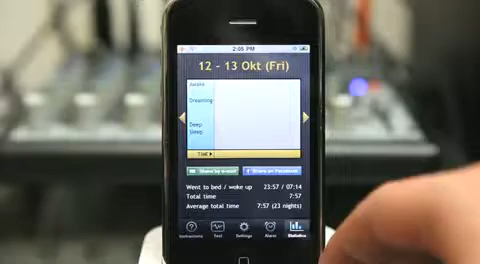 2:05 PM
12 - 13 Okt (Fri)
Awake
Dreaming
Deep
Sleep
Time
Share by e-mail
Share on Facebook
Went to bed / woke up 23:57 / 07:14
Total time 7:57
Average total time 7:57 (23 nights)
Instructions Test Settings Alarm Statistics